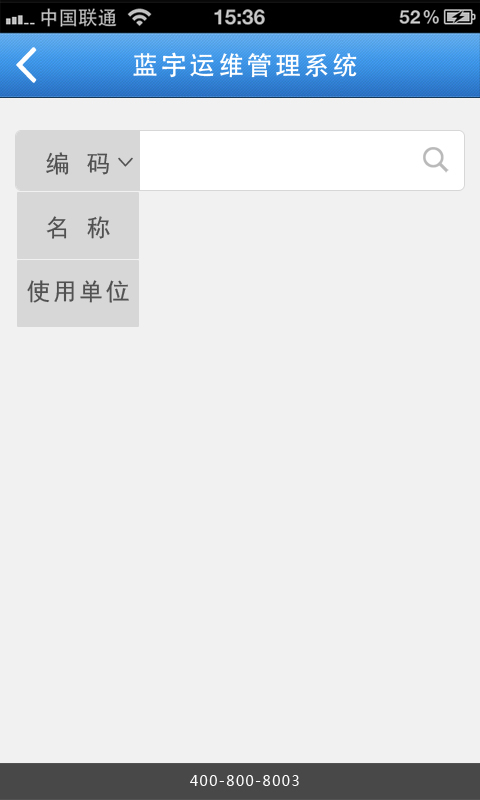 中国联通 15:36 52%
蓝宇运维管理系统
编 码
名 称
使用单位
400-800-8003